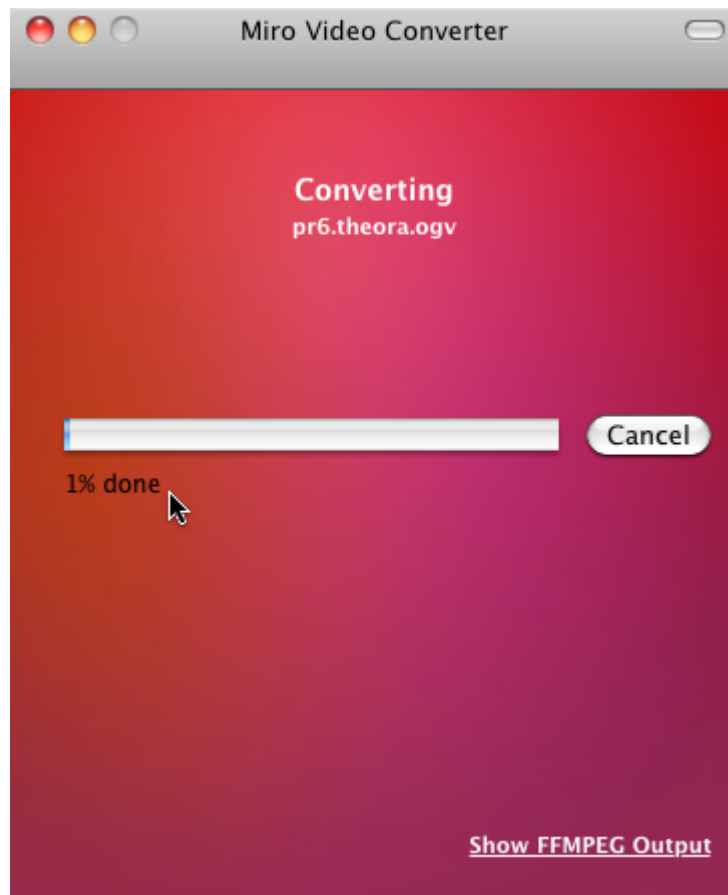 Miro Video Converter
Converting
pr6.theora.ogv
Cancel
1% done
Show FFMPEG Output